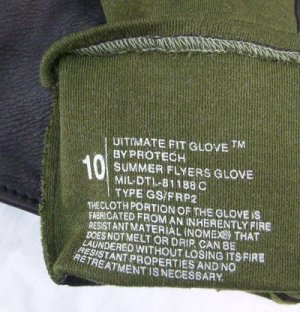 10
UITIMATE FIT GLOVE™
BY PROTECH
SUMMER FLYERS GLOVE
MIL-DTL-81188C
TYPE GS/FRP2
THE CLOTH PORTION OF THE GLOVE IS
FABRICATED FROM AN INHERENTLY FIRE
RESISTANT MATERIAL (NOMEX®) THAT
DOES NOT MELT OR DRIP, CAN BE
LAUNDERED WITHOUT LOSING ITS FIRE
RESISTANT PROPERTIES AND NO
RETREATMENT IS NECESSARY.